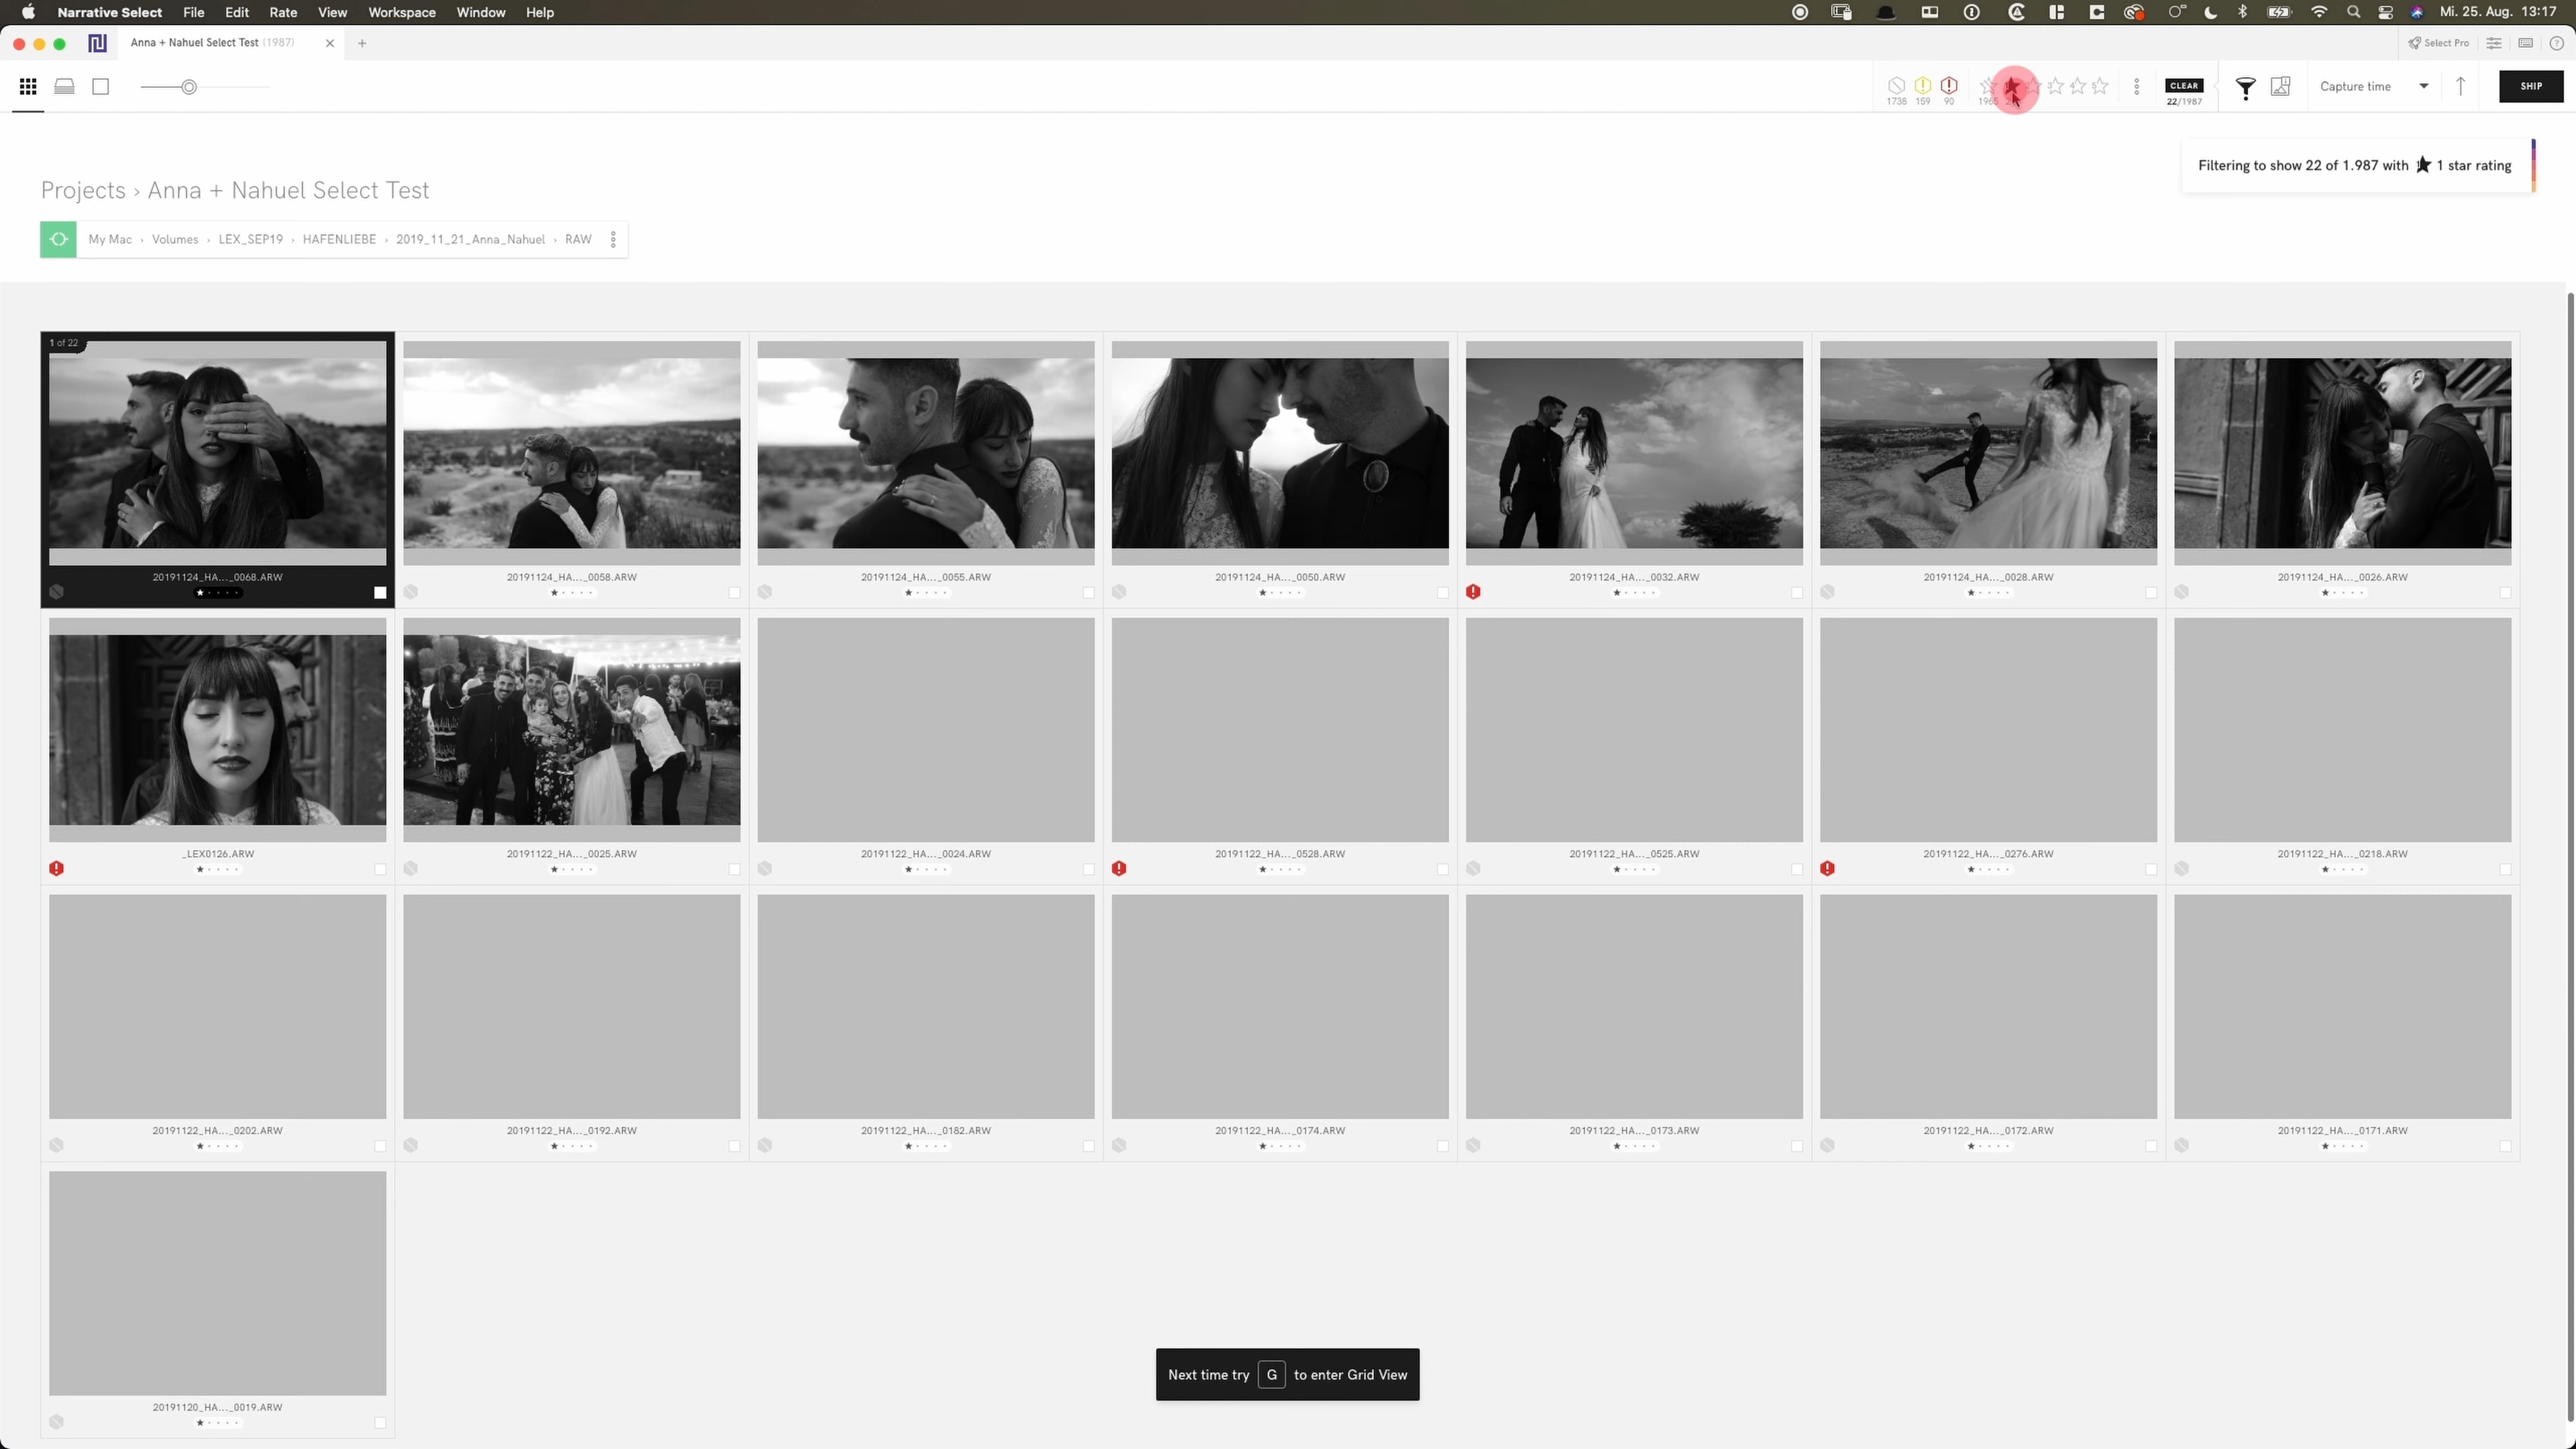 Narrative Select File Edit Rate View Workspace Window Help Mi. 25. Aug. 13:17
Anna + Nahuel Select Test (1987) Select Pro
1738 159 90 1965 CLEAR 22/1987 Capture time SHIP
Filtering to show 22 of 1.987 with 1 star rating
Projects › Anna + Nahuel Select Test
My Mac › Volumes › LEX_SEP19 › HAFENLIEBE › 2019_11_21_Anna_Nahuel › RAW
1 of 22
20191124_HA..._0068.ARW 20191124_HA..._0058.ARW 20191124_HA..._0055.ARW 20191124_HA..._0050.ARW 20191124_HA..._0032.ARW 20191124_HA..._0028.ARW 20191124_HA..._0026.ARW
_LEX0126.ARW 20191122_HA..._0025.ARW 20191122_HA..._0024.ARW 20191122_HA..._0528.ARW 20191122_HA..._0525.ARW 20191122_HA..._0276.ARW 20191122_HA..._0218.ARW
20191122_HA..._0202.ARW 20191122_HA..._0192.ARW 20191122_HA..._0182.ARW 20191122_HA..._0174.ARW 20191122_HA..._0173.ARW 20191122_HA..._0172.ARW 20191122_HA..._0171.ARW
Next time try G to enter Grid View
20191120_HA..._0019.ARW